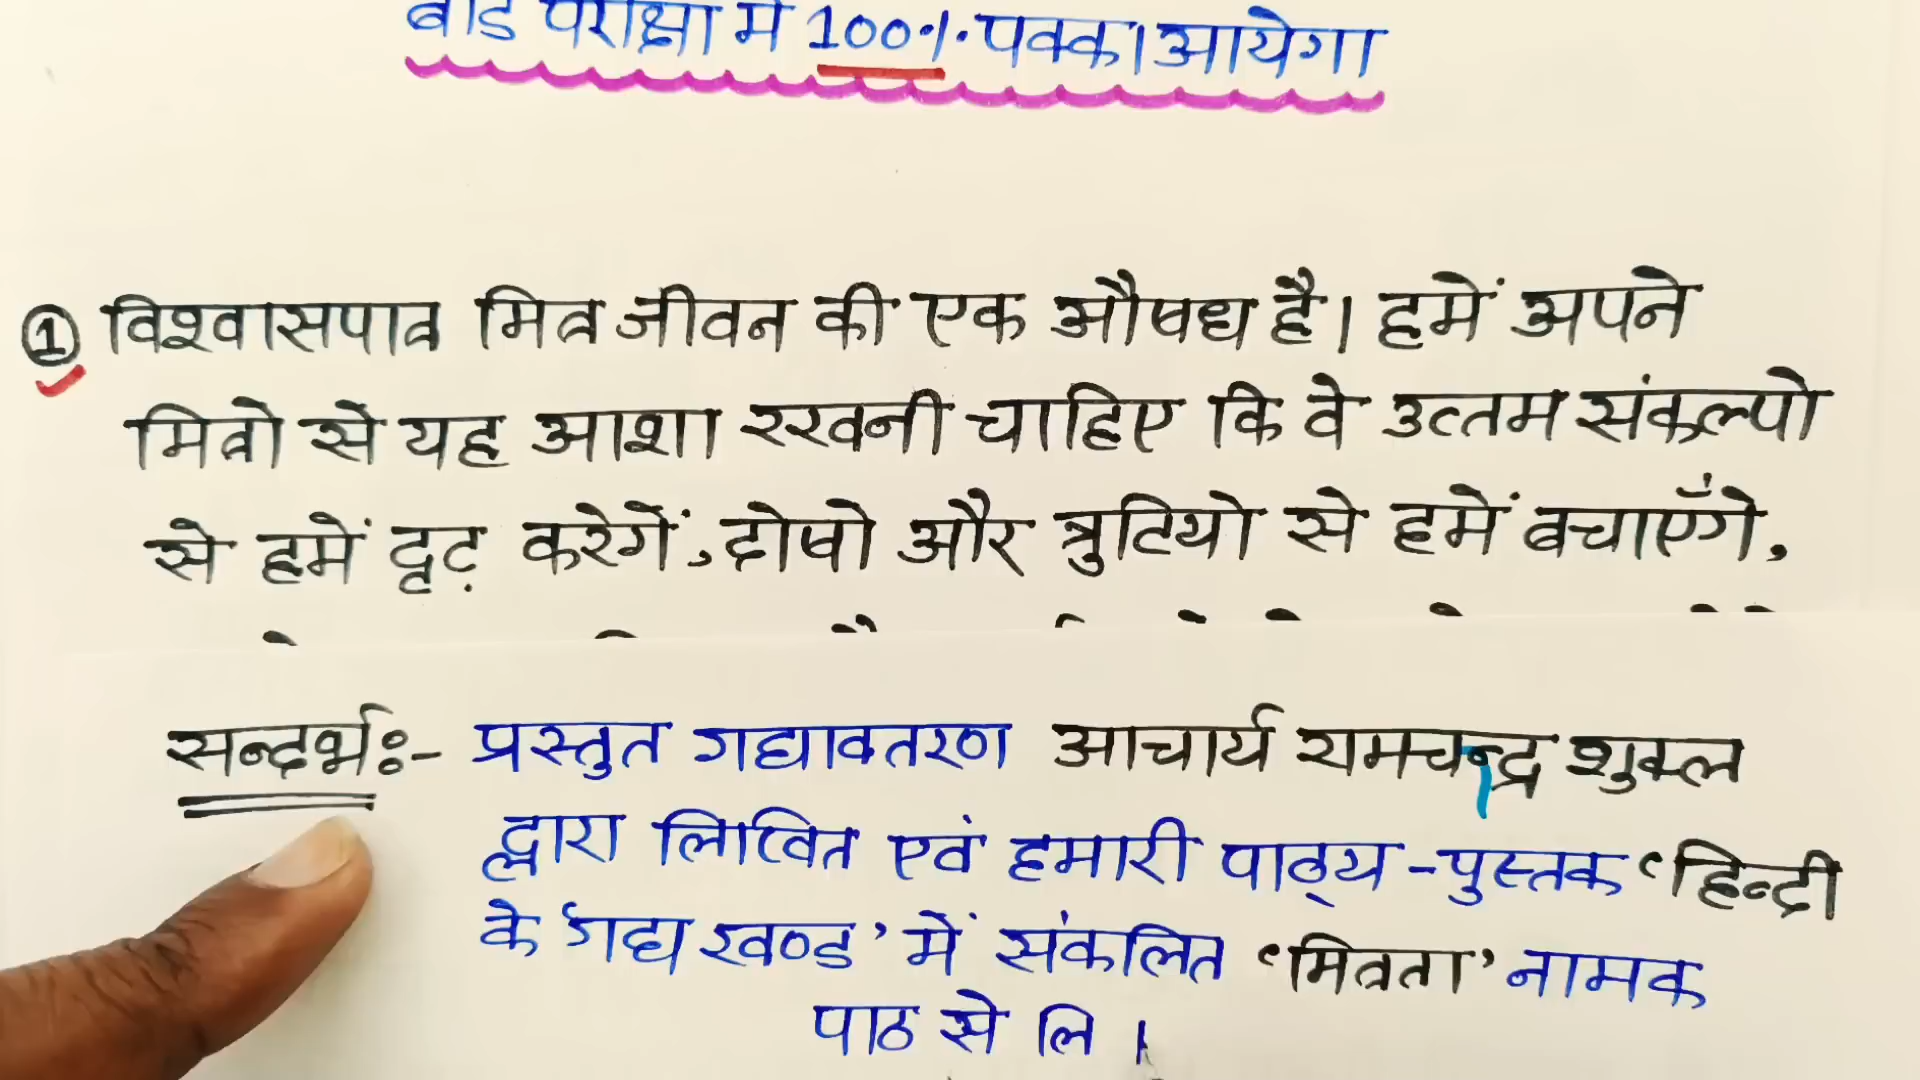 बोर्ड परीक्षा में 100% पक्का आयेगा
① विश्वासपात्र मित्र जीवन की एक औषध है। हमें अपने
मित्रो से यह आशा रखनी चाहिए कि वे उत्तम संकल्पो
से हमें दृढ़ करेगें, दोषो और त्रुटियो से हमें बचाएँगे,
सन्दर्भः- प्रस्तुत गद्यावतरण आचार्य रामचन्द्र शुक्ल
द्वारा लिखित एवं हमारी पाठ्य-पुस्तक 'हिन्दी
के 'गद्य खण्ड' में संकलित 'मित्रता' नामक
पाठ से लि